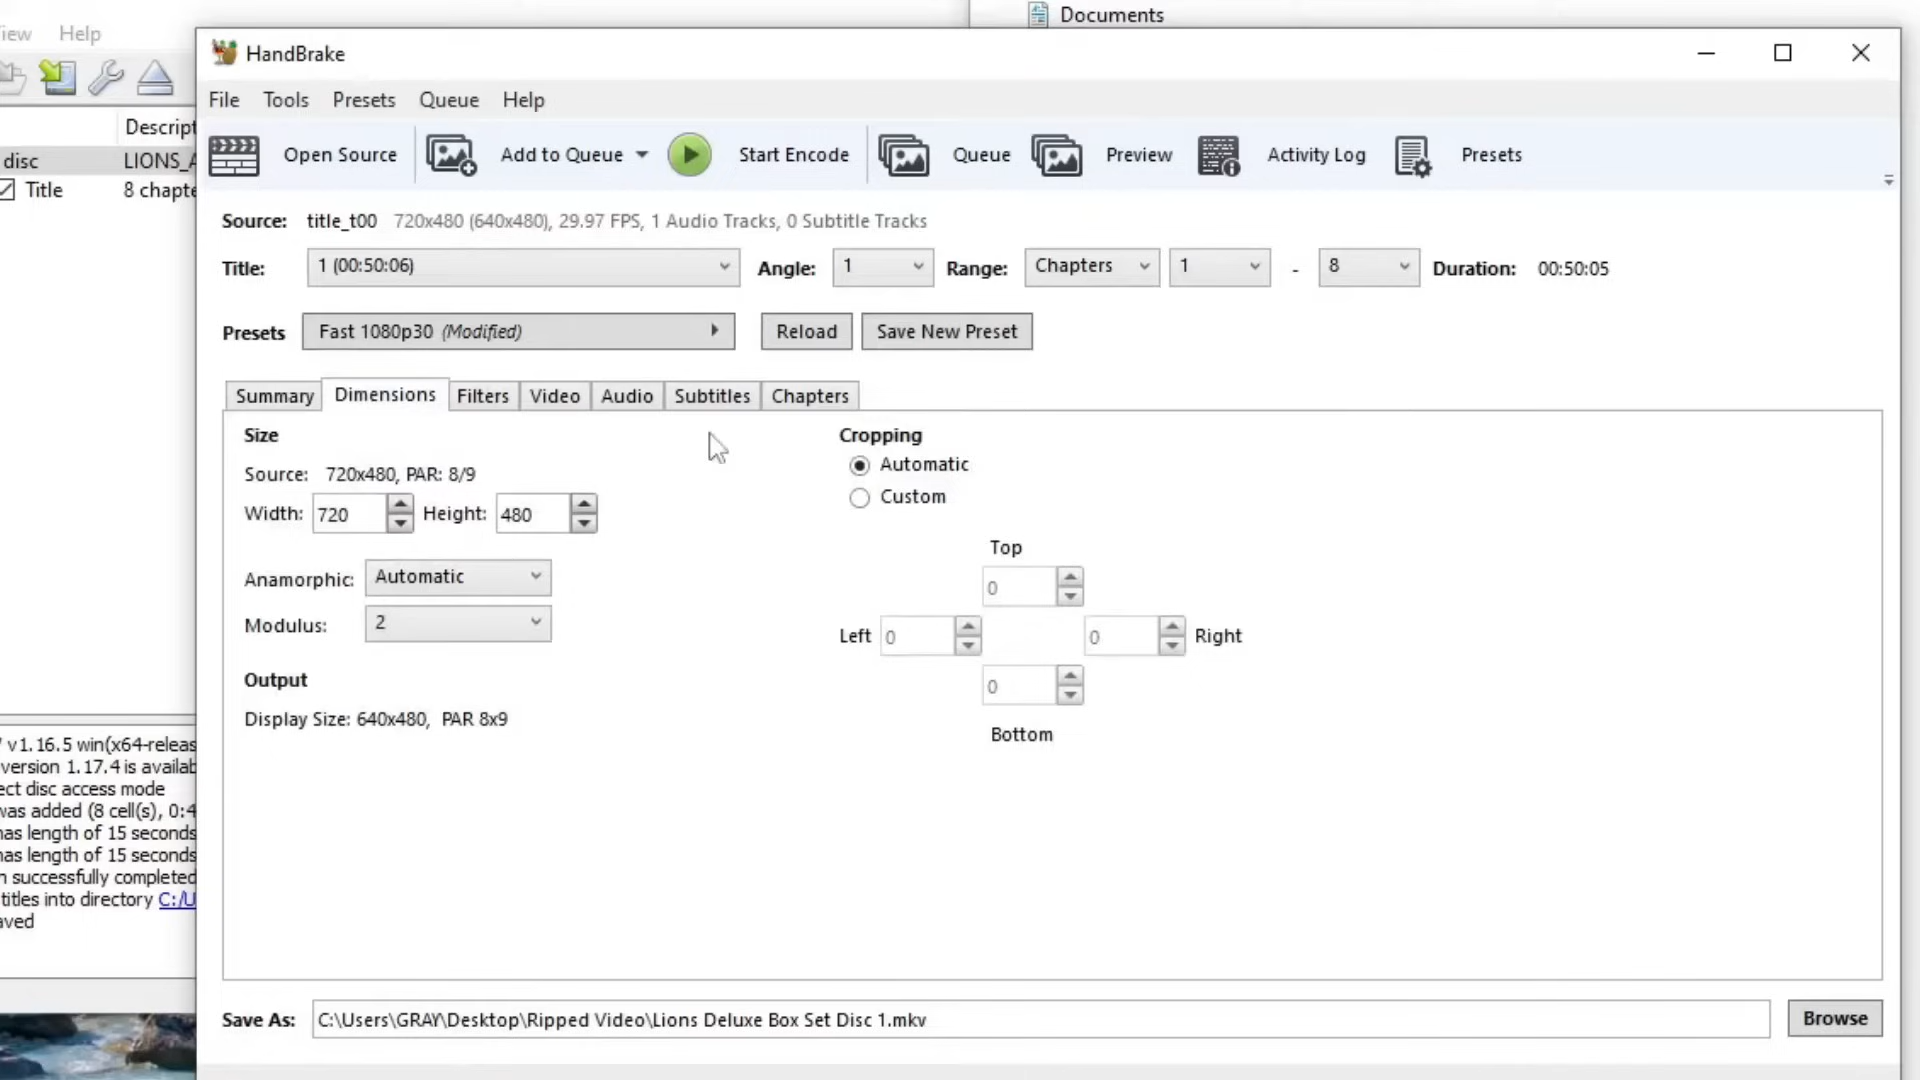 Documents
iew Help
HandBrake
File Tools Presets Queue Help
Open Source Add to Queue Start Encode Queue Preview Activity Log Presets
Descript
disc LIONS_A
Title 8 chapte
Source: title_t00 720x480 (640x480), 29.97 FPS, 1 Audio Tracks, 0 Subtitle Tracks
Title: 1 (00:50:06) Angle: 1 Range: Chapters 1 - 8 Duration: 00:50:05
Presets Fast 1080p30 (Modified) Reload Save New Preset
Summary Dimensions Filters Video Audio Subtitles Chapters
Size
Source: 720x480, PAR: 8/9
Width: 720 Height: 480
Anamorphic: Automatic
Modulus: 2
Output
Display Size: 640x480, PAR 8x9
Cropping
Automatic
Custom
Top
0
Left 0 0 Right
0
Bottom
v1.16.5 win(x64-releas
version 1.17.4 is availab
ect disc access mode
was added (8 cell(s), 0:4
has length of 15 seconds
has length of 15 seconds
n successfully completed
titles into directory C:/U
aved
Save As: C:\Users\GRAY\Desktop\Ripped Video\Lions Deluxe Box Set Disc 1.mkv Browse